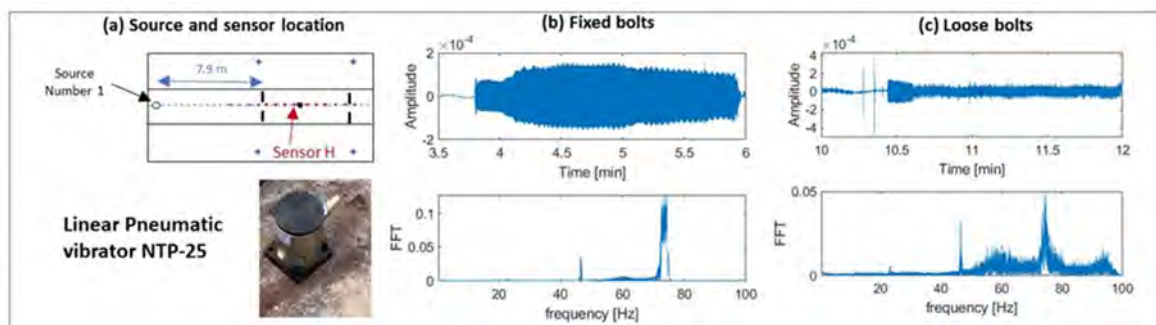 (a) Source and sensor location
Source
Number 1
7.9 m
Sensor H
Linear Pneumatic
vibrator NTP-25
(b) Fixed bolts
×10⁻⁴
Amplitude
2
0
-2
3.5 4 4.5 5 5.5 6
Time [min]
FFT
0.1
0.05
0
20 40 60 80 100
frequency [Hz]
(c) Loose bolts
×10⁻⁴
Amplitude
4
2
0
-2
-4
10 10.5 11 11.5 12
Time [min]
FFT
0.05
0
20 40 60 80 100
frequency [Hz]